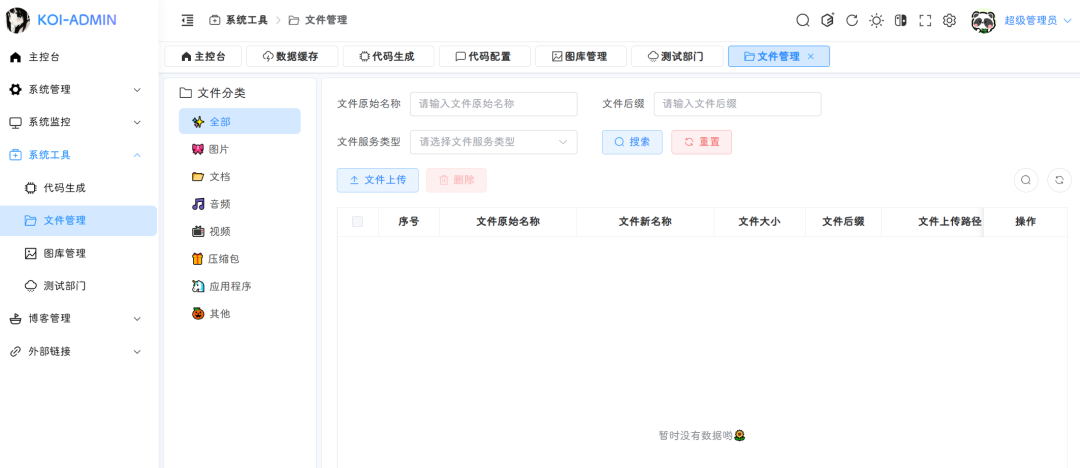 KOI-ADMIN
主控台
系统管理
系统监控
系统工具
代码生成
文件管理
图库管理
测试部门
博客管理
外部链接
系统工具 文件管理
超级管理员
主控台 数据缓存 代码生成 代码配置 图库管理 测试部门 文件管理 ×
文件分类
全部
图片
文档
音频
视频
压缩包
应用程序
其他
文件原始名称 请输入文件原始名称 文件后缀 请输入文件后缀
文件服务类型 请选择文件服务类型 搜索 重置
文件上传 删除
序号 文件原始名称 文件新名称 文件大小 文件后缀 文件上传路径 操作
暂时没有数据哟